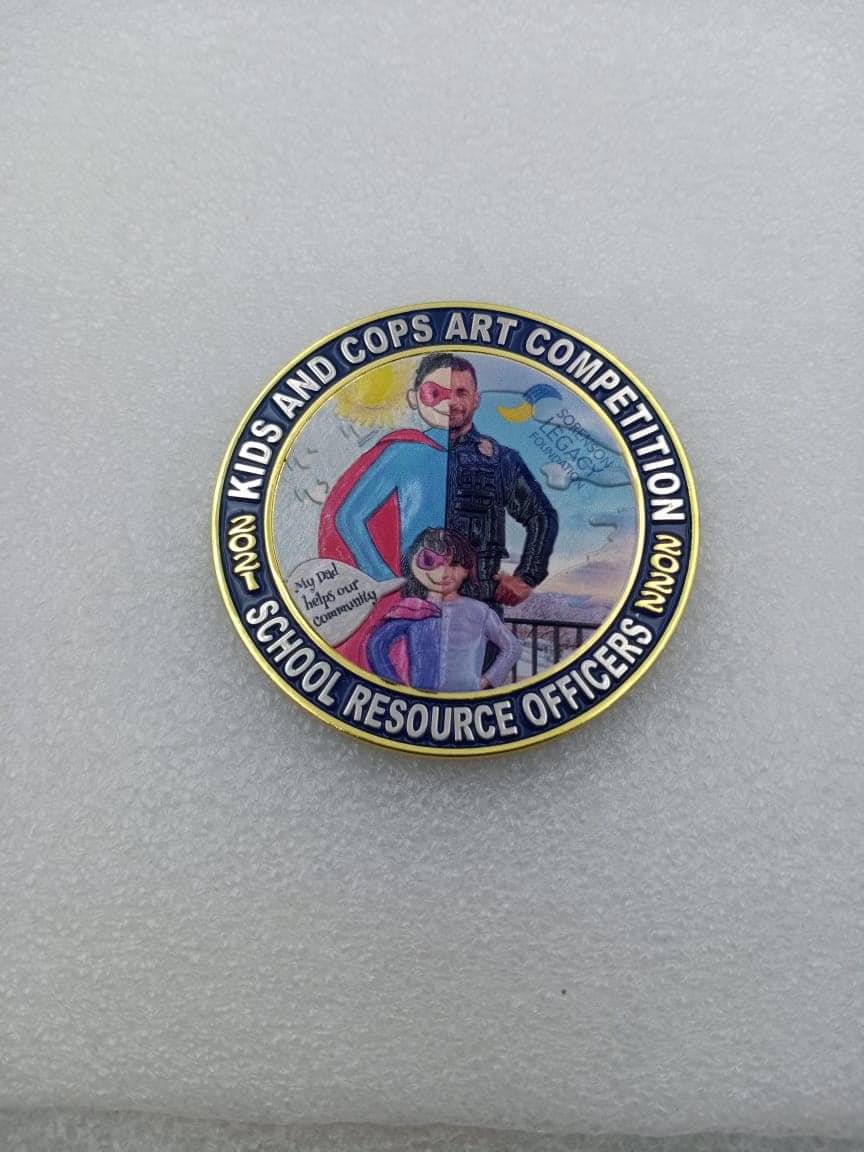 KIDS AND COPS ART COMPETITION
2021
2022
SORENSON
LEGACY
FOUNDATION
My Dad
helps our
community
SCHOOL RESOURCE OFFICERS